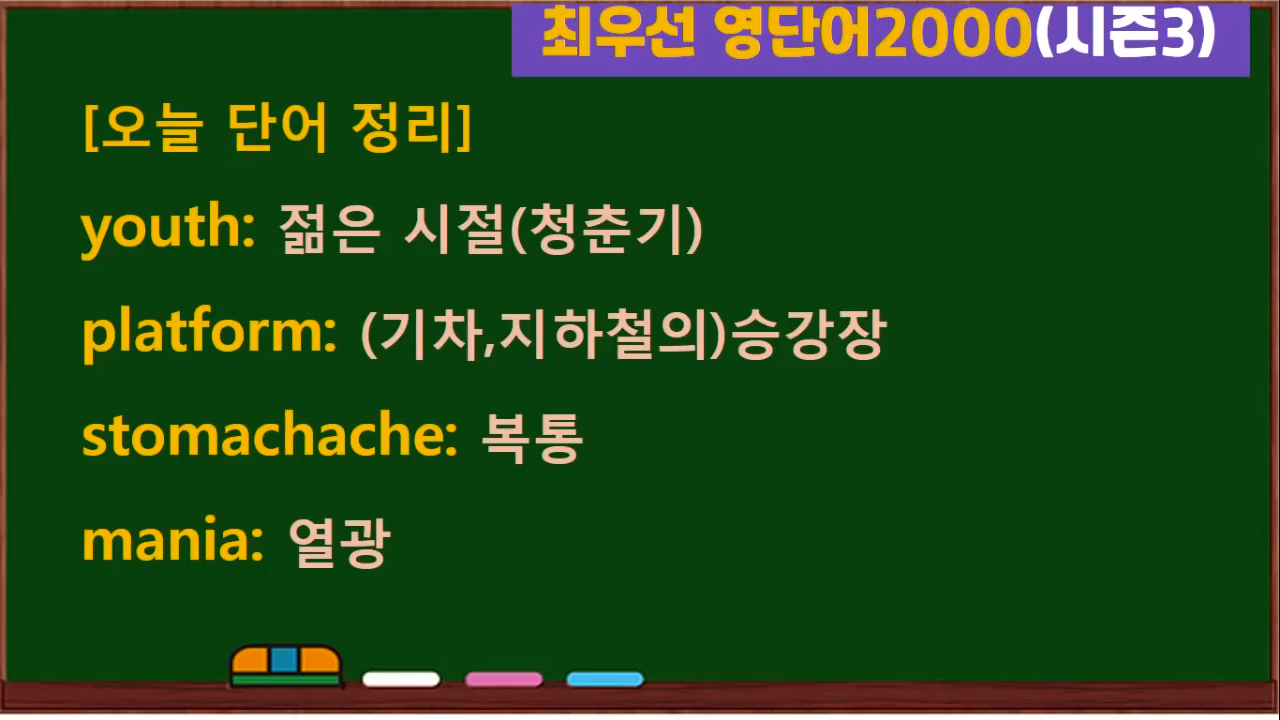 최우선 영단어2000(시즌3)
[오늘 단어 정리]
youth: 젊은 시절(청춘기)
platform: (기차,지하철의)승강장
stomachache: 복통
mania: 열광